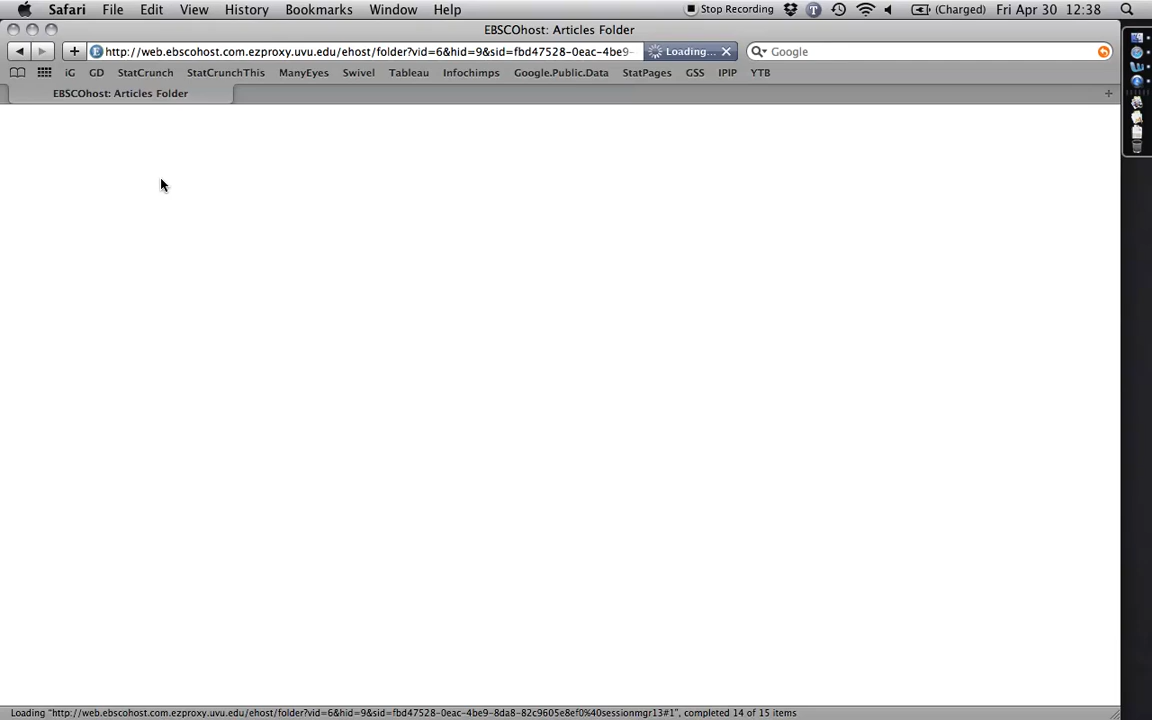 Safari File Edit View History Bookmarks Window Help Stop Recording T (Charged) Fri Apr 30 12:38
EBSCOhost: Articles Folder
E http://web.ebscohost.com.ezproxy.uvu.edu/ehost/folder?vid=6&hid=9&sid=fbd47528-0eac-4be9- Loading... Google
iG GD StatCrunch StatCrunchThis ManyEyes Swivel Tableau Infochimps Google.Public.Data StatPages GSS IPIP YTB
EBSCOhost: Articles Folder
Loading "http://web.ebscohost.com.ezproxy.uvu.edu/ehost/folder?vid=6&hid=9&sid=fbd47528-0eac-4be9-8da8-82c9605e8ef0%40sessionmgr13#1", completed 14 of 15 items